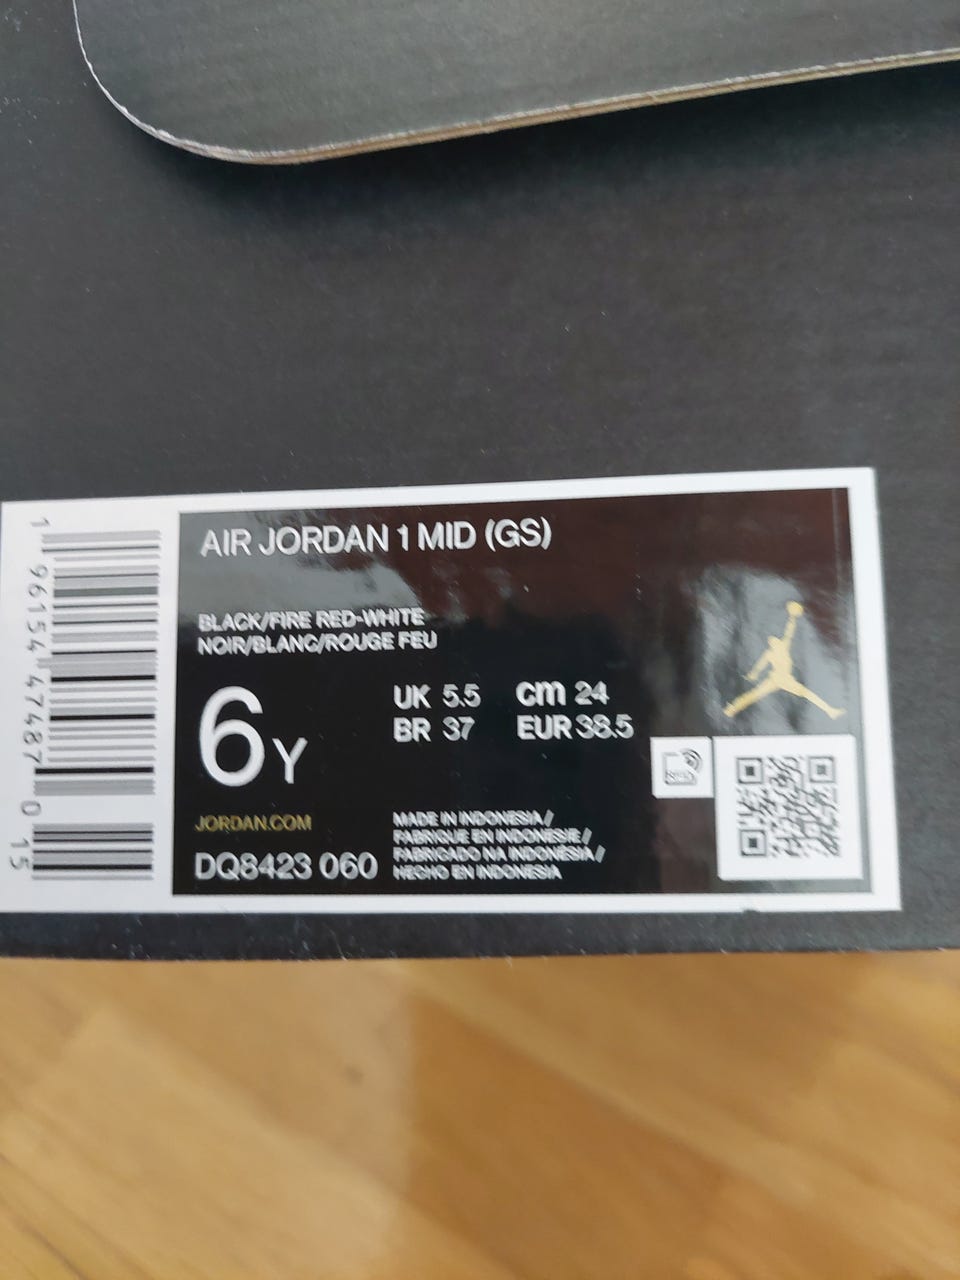 AIR JORDAN 1 MID (GS)
BLACK/FIRE RED-WHITE
NOIR/BLANC/ROUGE FEU
6Y
UK 5.5 cm 24
BR 37 EUR 38.5
JORDAN.COM
DQ8423 060
MADE IN INDONESIA/
FABRIQUE EN INDONESIE/
FABRICADO NA INDONÉSIA/
HECHO EN INDONESIA
1 96154 47487 0 15